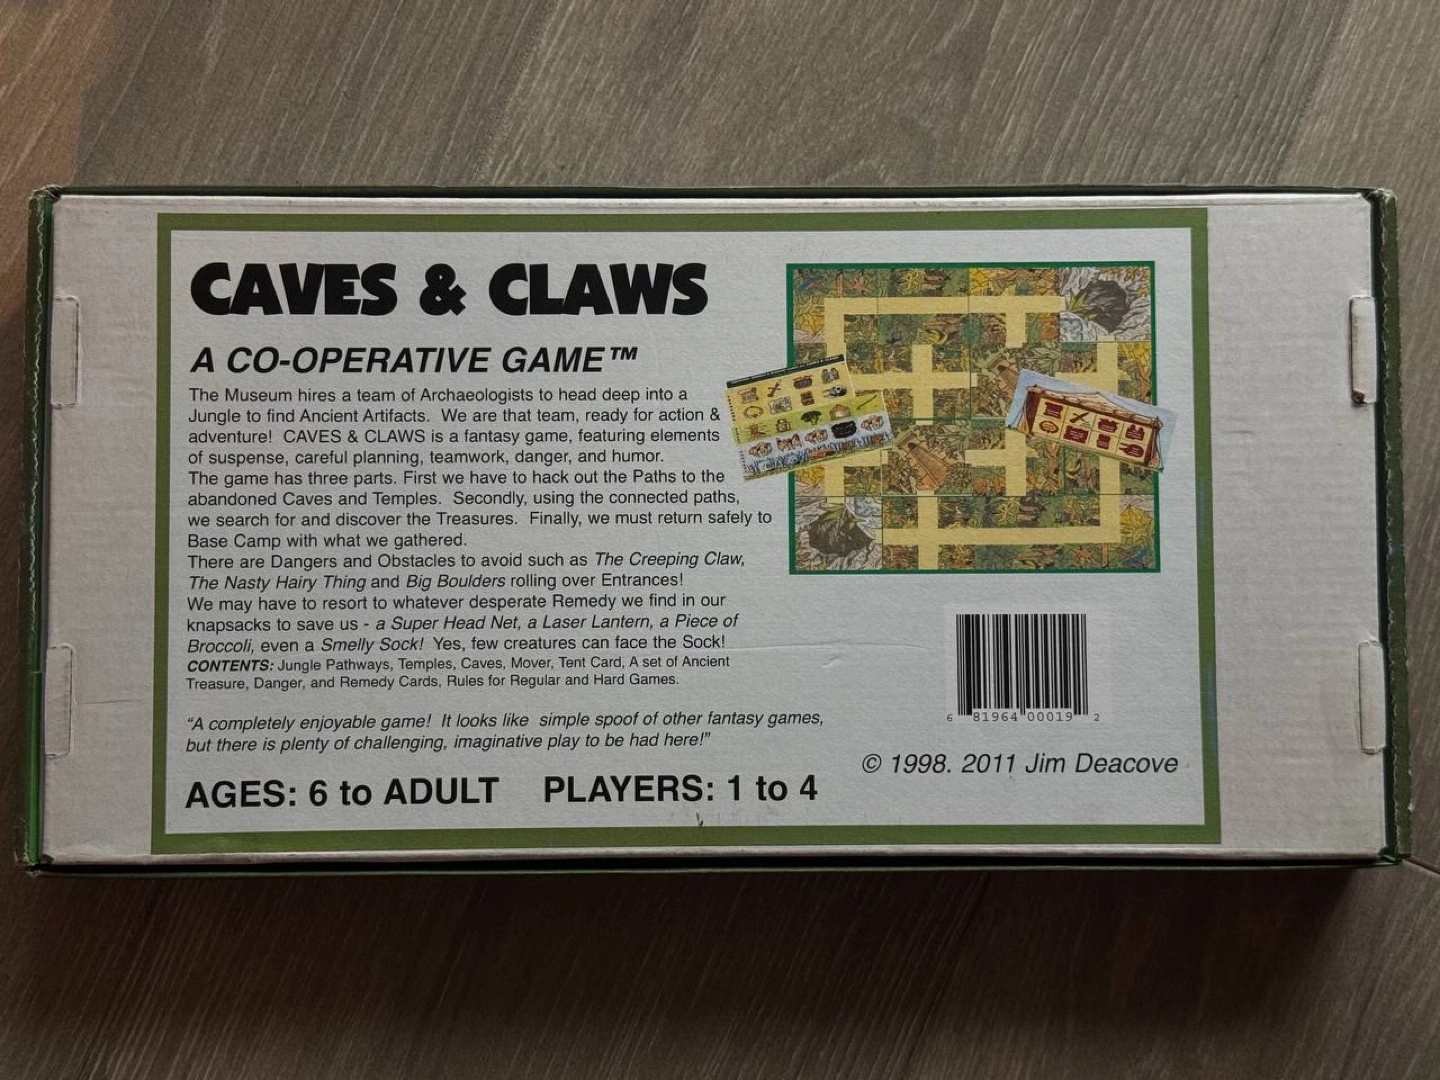 CAVES & CLAWS
A CO-OPERATIVE GAME™
The Museum hires a team of Archaeologists to head deep into a
Jungle to find Ancient Artifacts. We are that team, ready for action &
adventure! CAVES & CLAWS is a fantasy game, featuring elements
of suspense, careful planning, teamwork, danger, and humor.
The game has three parts. First we have to hack out the Paths to the
abandoned Caves and Temples. Secondly, using the connected paths,
we search for and discover the Treasures. Finally, we must return safely to
Base Camp with what we gathered.
There are Dangers and Obstacles to avoid such as The Creeping Claw,
The Nasty Hairy Thing and Big Boulders rolling over Entrances!
We may have to resort to whatever desperate Remedy we find in our
knapsacks to save us - a Super Head Net, a Laser Lantern, a Piece of
Broccoli, even a Smelly Sock! Yes, few creatures can face the Sock!
CONTENTS: Jungle Pathways, Temples, Caves, Mover, Tent Card, A set of Ancient
Treasure, Danger, and Remedy Cards, Rules for Regular and Hard Games.
“A completely enjoyable game! It looks like simple spoof of other fantasy games,
but there is plenty of challenging, imaginative play to be had here!”
AGES: 6 to ADULT PLAYERS: 1 to 4
6 81964 00019 2
© 1998. 2011 Jim Deacove